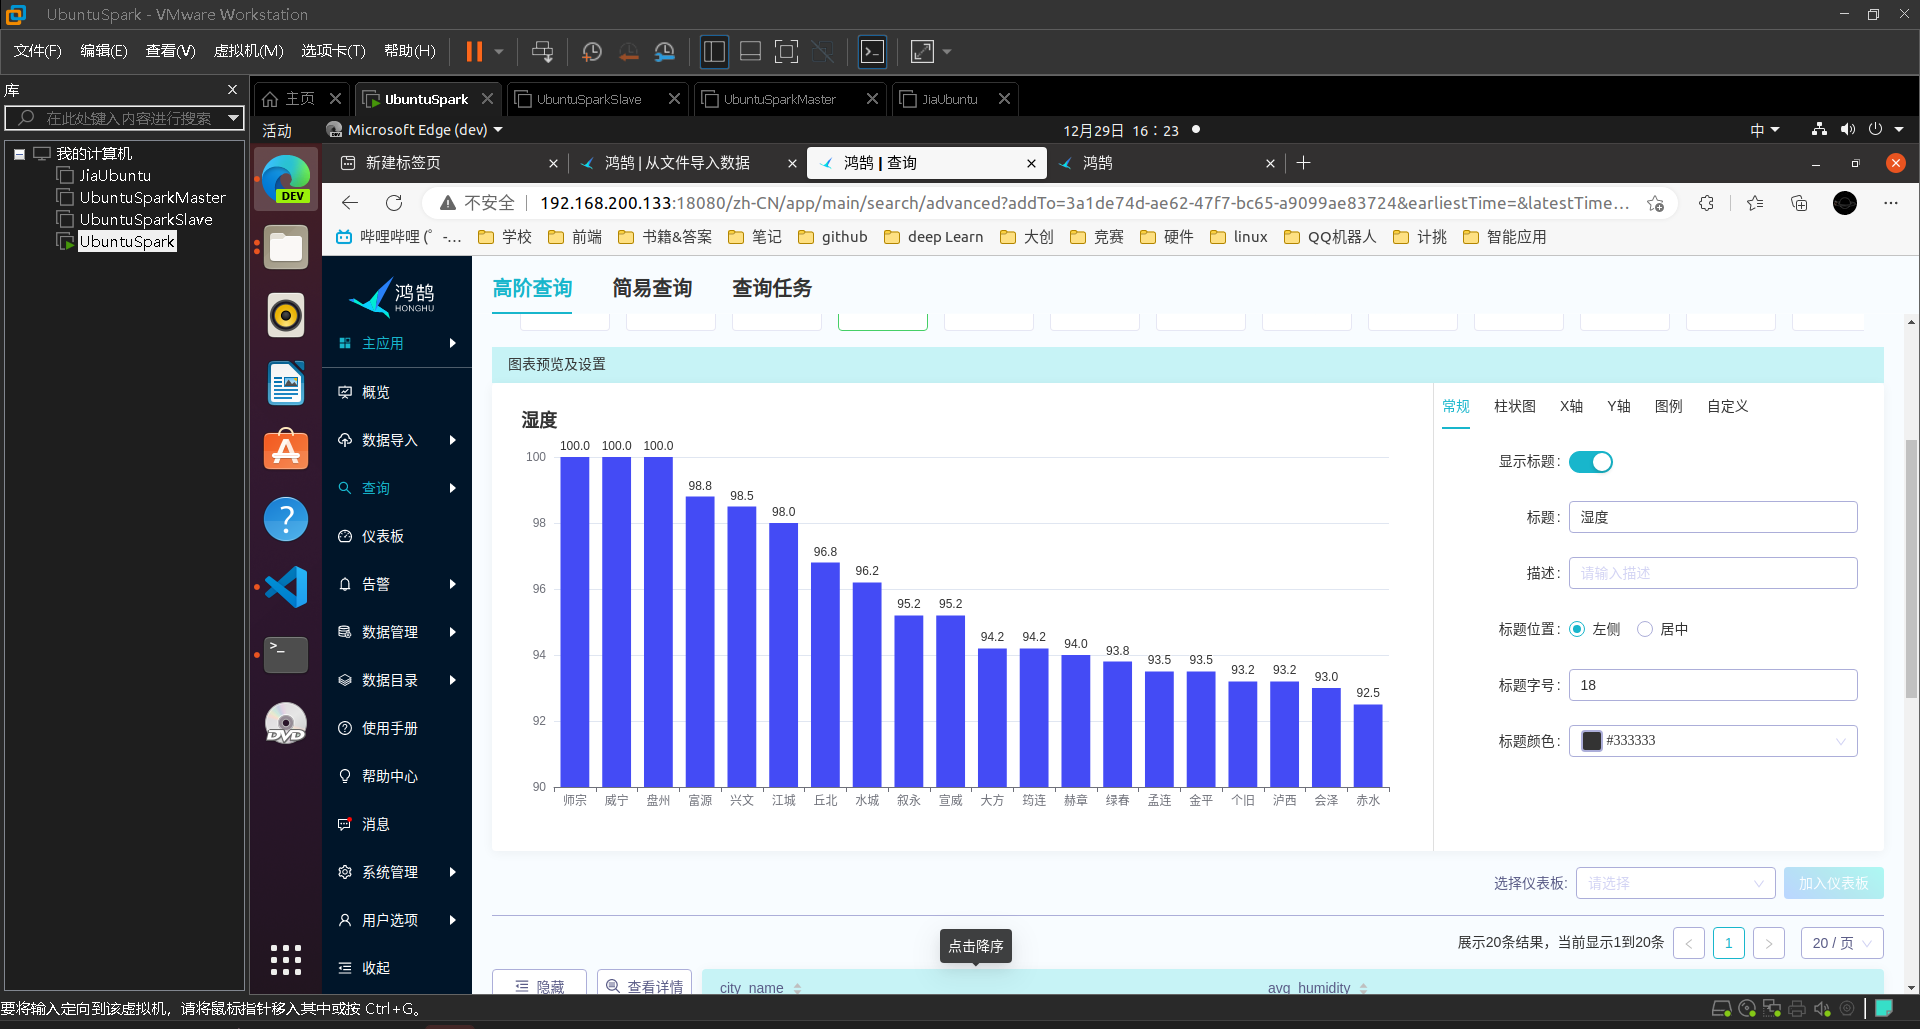 UbuntuSpark - VMware Workstation
文件(F) 编辑(E) 查看(V) 虚拟机(M) 选项卡(T) 帮助(H)
库
在此处键入内容进行搜索
我的计算机
JiaUbuntu
UbuntuSparkMaster
UbuntuSparkSlave
UbuntuSpark
主页 UbuntuSpark UbuntuSparkSlave UbuntuSparkMaster JiaUbuntu
活动 Microsoft Edge (dev) 12月29日 16：23 中
新建标签页 鸿鹄 | 从文件导入数据 鸿鹄 | 查询 鸿鹄
不安全 192.168.200.133:18080/zh-CN/app/main/search/advanced?addTo=3a1de74d-ae62-47f7-bc65-a9099ae83724&earliestTime=&latestTime...
哔哩哔哩 (゜-... 学校 前端 书籍&答案 笔记 github deep Learn 大创 竞赛 硬件 linux QQ机器人 计挑 智能应用
DEV
DVD
鸿鹄
HONGHU
主应用
概览
数据导入
查询
仪表板
告警
数据管理
数据目录
使用手册
帮助中心
消息
系统管理
用户选项
收起
高阶查询 简易查询 查询任务
图表预览及设置
湿度
100.0 100.0 100.0 98.8 98.5 98.0 96.8 96.2 95.2 95.2 94.2 94.2 94.0 93.8 93.5 93.5 93.2 93.2 93.0 92.5
100
98
96
94
92
90
师宗 威宁 盘州 富源 兴文 江城 丘北 水城 叙永 宣威 大方 筠连 赫章 绿春 孟连 金平 个旧 泸西 会泽 赤水
常规 柱状图 X轴 Y轴 图例 自定义
显示标题:
标题: 湿度
描述: 请输入描述
标题位置: 左侧 居中
标题字号: 18
标题颜色: #333333
选择仪表板: 请选择 加入仪表板
展示20条结果，当前显示1到20条 1 20 / 页
点击降序
隐藏 查看详情 city_name avg_humidity
要将输入定向到该虚拟机，请将鼠标指针移入其中或按 Ctrl+G。